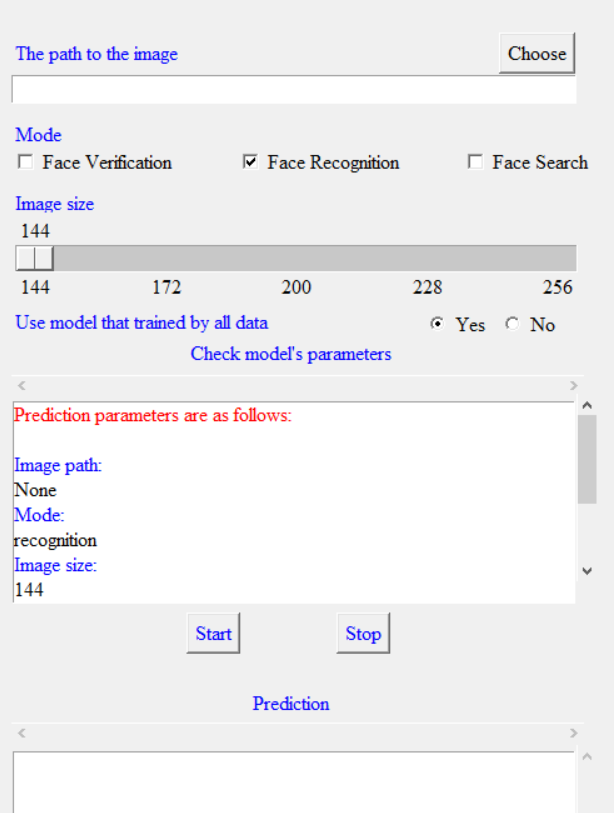 The path to the image Choose
Mode
Face Verification Face Recognition Face Search
Image size
144
144 172 200 228 256
Use model that trained by all data Yes No
Check model's parameters
Prediction parameters are as follows:
Image path:
None
Mode:
recognition
Image size:
144
Start Stop
Prediction